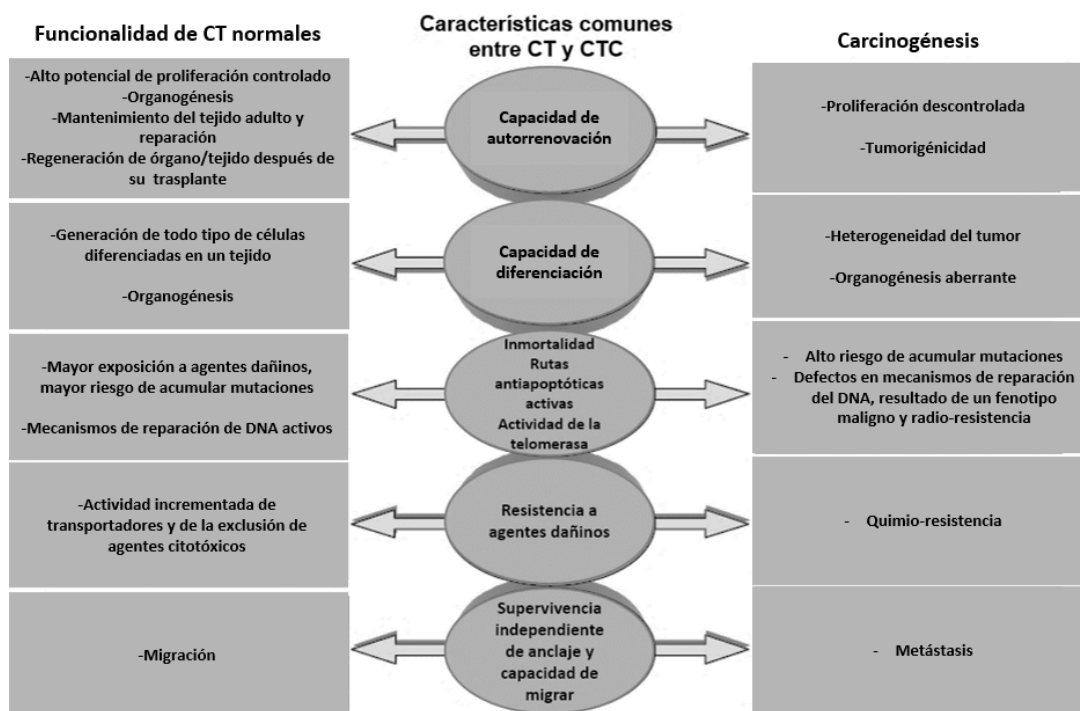 Funcionalidad de CT normales
Características comunes
entre CT y CTC
Carcinogénesis
-Alto potencial de proliferación controlado
-Organogénesis
-Mantenimiento del tejido adulto y
reparación
-Regeneración de órgano/tejido después de
su trasplante
Capacidad de
autorrenovación
-Proliferación descontrolada
-Tumorigénicidad
-Generación de todo tipo de células
diferenciadas en un tejido
-Organogénesis
Capacidad de
diferenciación
-Heterogeneidad del tumor
-Organogénesis aberrante
-Mayor exposición a agentes dañinos,
mayor riesgo de acumular mutaciones
-Mecanismos de reparación de DNA activos
Inmortalidad
Rutas
antiapoptóticas
activas
Actividad de la
telomerasa
- Alto riesgo de acumular mutaciones
- Defectos en mecanismos de reparación
del DNA, resultado de un fenotipo
maligno y radio-resistencia
-Actividad incrementada de
transportadores y de la exclusión de
agentes citotóxicos
Resistencia a
agentes dañinos
- Quimio-resistencia
-Migración
Supervivencia
independiente
de anclaje y
capacidad de
migrar
- Metástasis